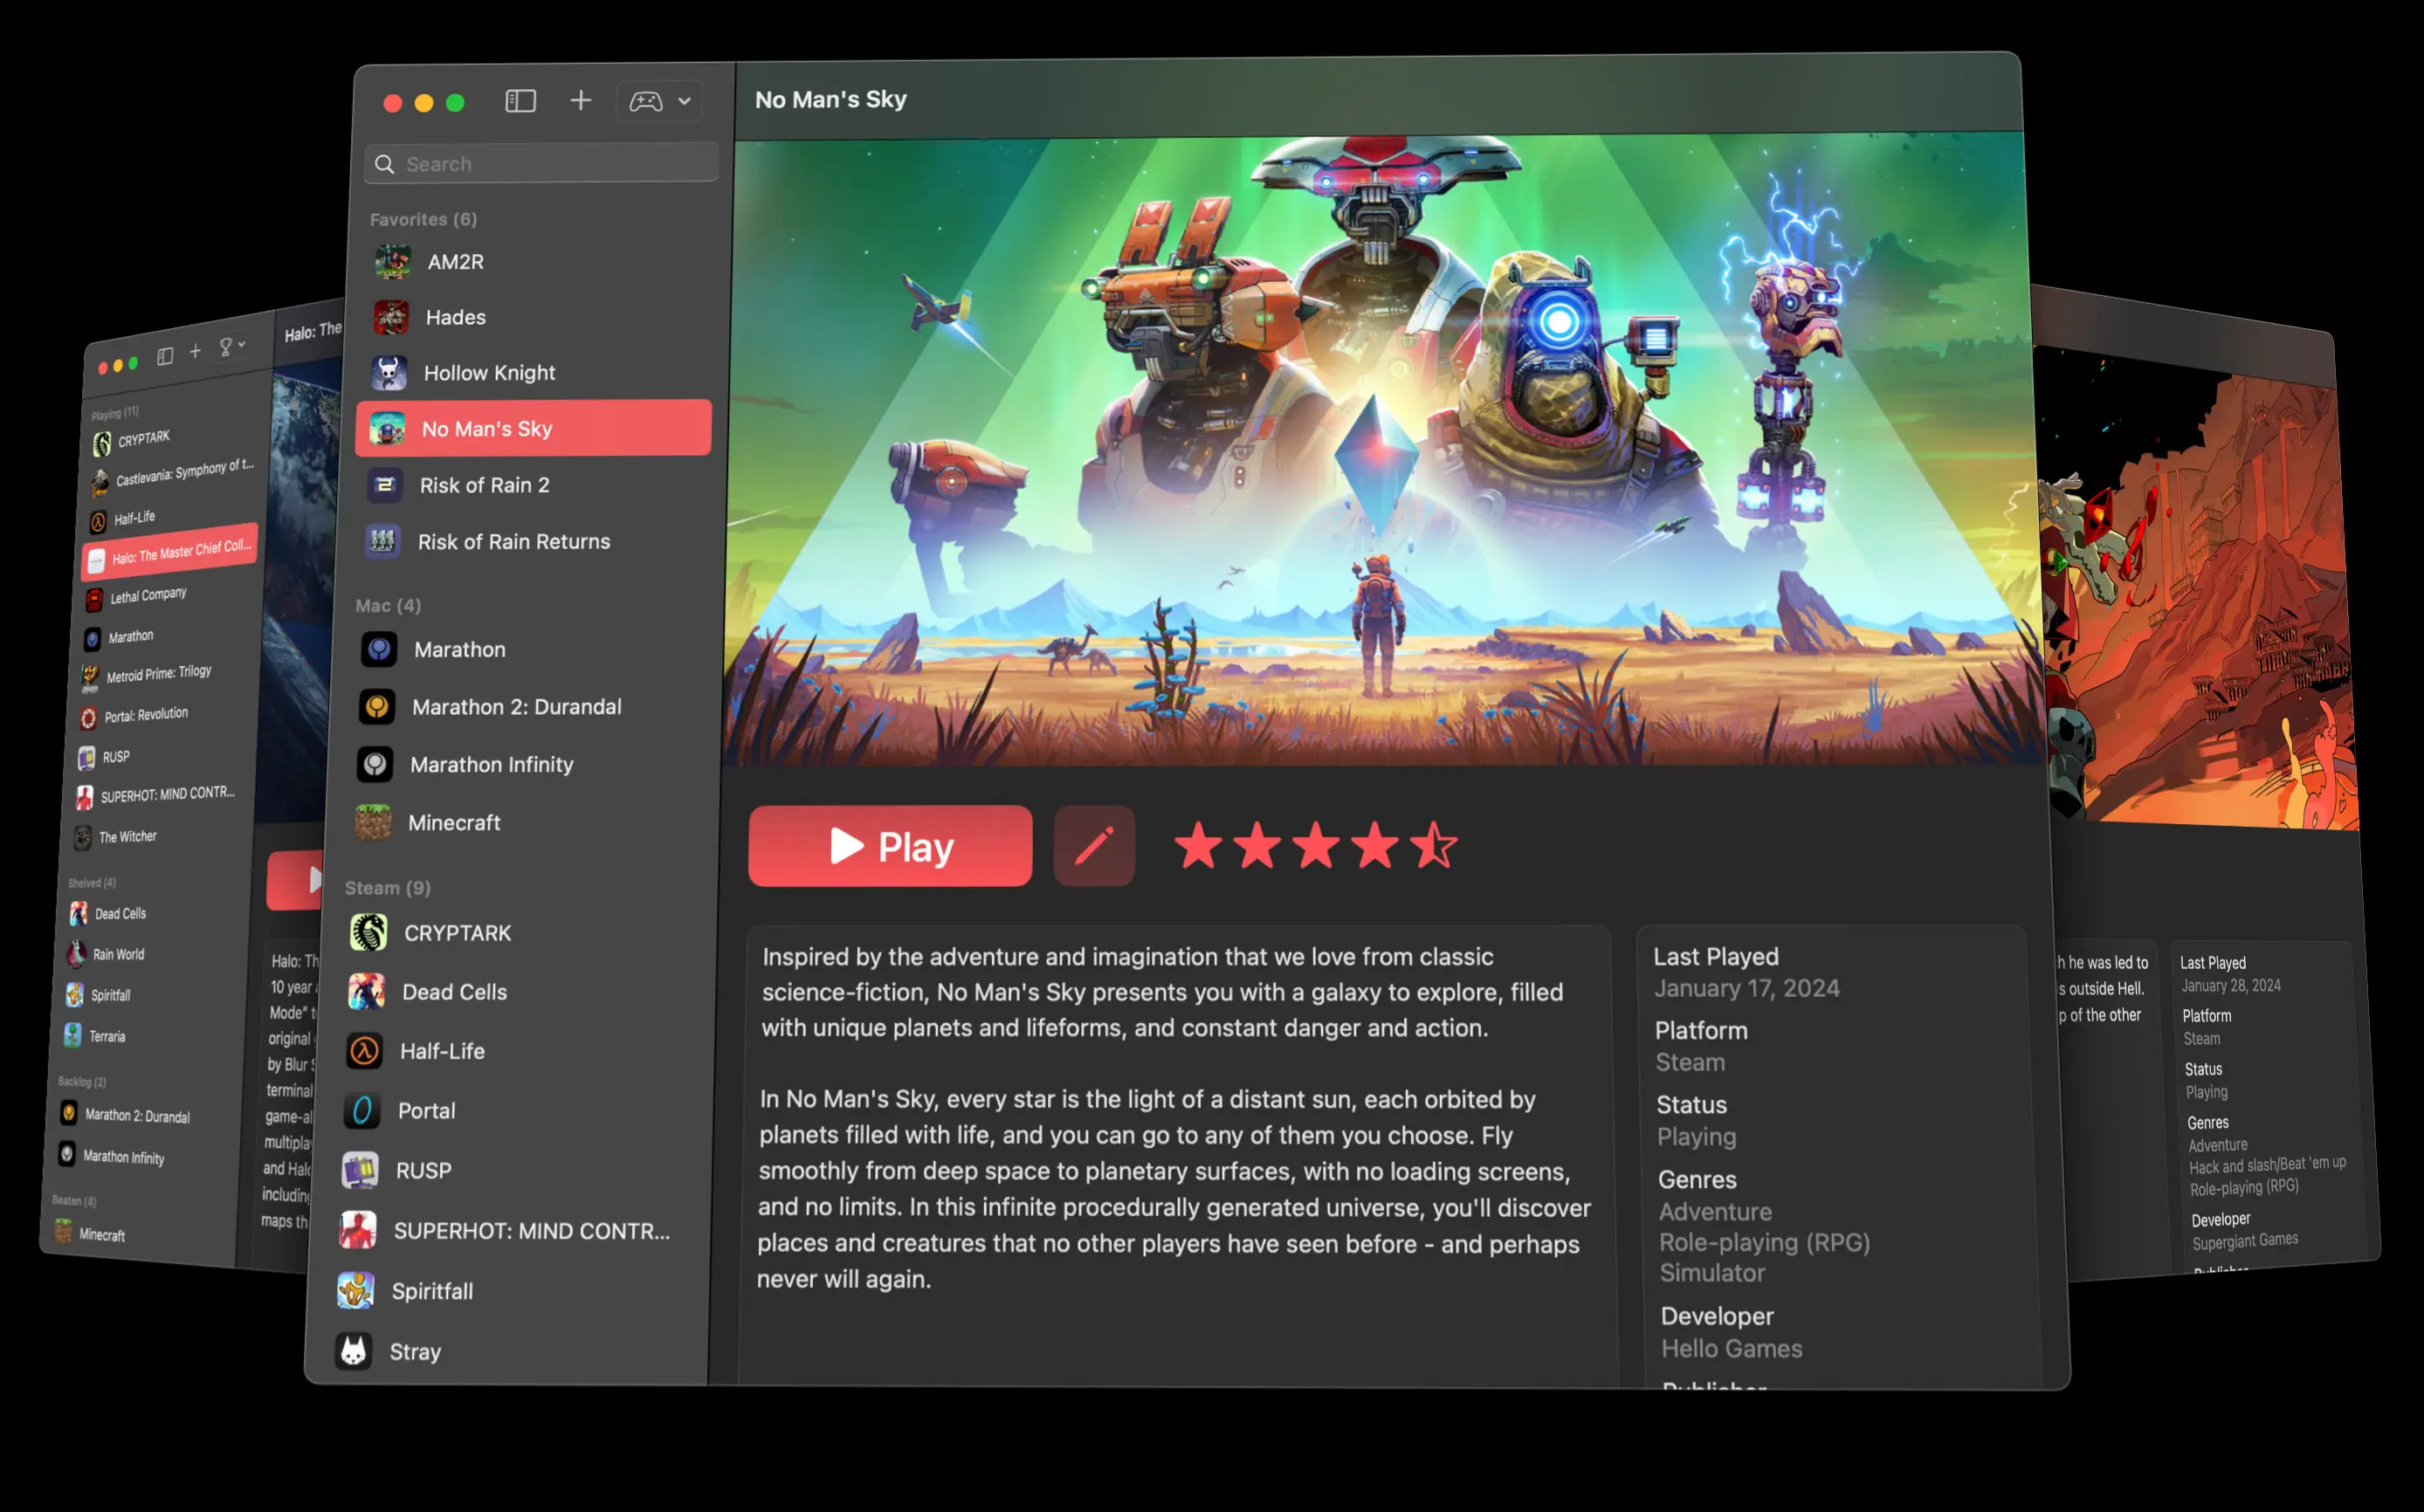 No Man's Sky
Search
Favorites (6)
AM2R
Hades
Hollow Knight
No Man's Sky
Risk of Rain 2
Risk of Rain Returns
Mac (4)
Marathon
Marathon 2: Durandal
Marathon Infinity
Minecraft
Steam (9)
CRYPTARK
Dead Cells
Half-Life
Portal
RUSP
SUPERHOT: MIND CONTR...
Spiritfall
Stray
Play
Inspired by the adventure and imagination that we love from classic
science-fiction, No Man's Sky presents you with a galaxy to explore, filled
with unique planets and lifeforms, and constant danger and action.
In No Man's Sky, every star is the light of a distant sun, each orbited by
planets filled with life, and you can go to any of them you choose. Fly
smoothly from deep space to planetary surfaces, with no loading screens,
and no limits. In this infinite procedurally generated universe, you'll discover
places and creatures that no other players have seen before - and perhaps
never will again.
Last Played
January 17, 2024
Platform
Steam
Status
Playing
Genres
Adventure
Role-playing (RPG)
Simulator
Developer
Hello Games
Publisher
Halo: The
Playing (11)
CRYPTARK
Castlevania: Symphony of t...
Half-Life
Halo: The Master Chief Coll...
Lethal Company
Marathon
Metroid Prime: Trilogy
Portal: Revolution
RUSP
SUPERHOT: MIND CONTR...
The Witcher
Shelved (4)
Dead Cells
Rain World
Spiritfall
Terraria
Backlog (2)
Marathon 2: Durandal
Marathon Infinity
Beaten (4)
Minecraft
Halo: Th
10 year
Mode" t
original
by Blur
terminal
game-al
multipla
and Halo
including
maps th
h he was led to
s outside Hell.
p of the other
Last Played
January 28, 2024
Platform
Steam
Status
Playing
Genres
Adventure
Hack and slash/Beat 'em up
Role-playing (RPG)
Developer
Supergiant Games
Publisher